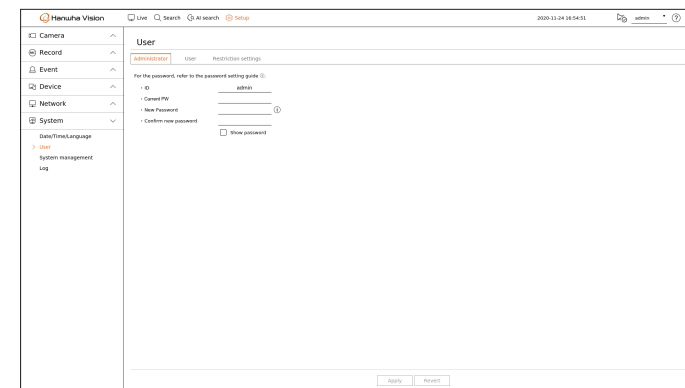 Hanwha Vision
Live Search AI search Setup 2020-11-24 16:54:51 admin
Camera
Record
Event
Device
Network
System
Date/Time/Language
User
System management
Log
User
Administrator User Restriction settings
For the password, refer to the password setting guide.
ID admin
Current PW
New Password
Confirm new password
Show password
Apply Revert